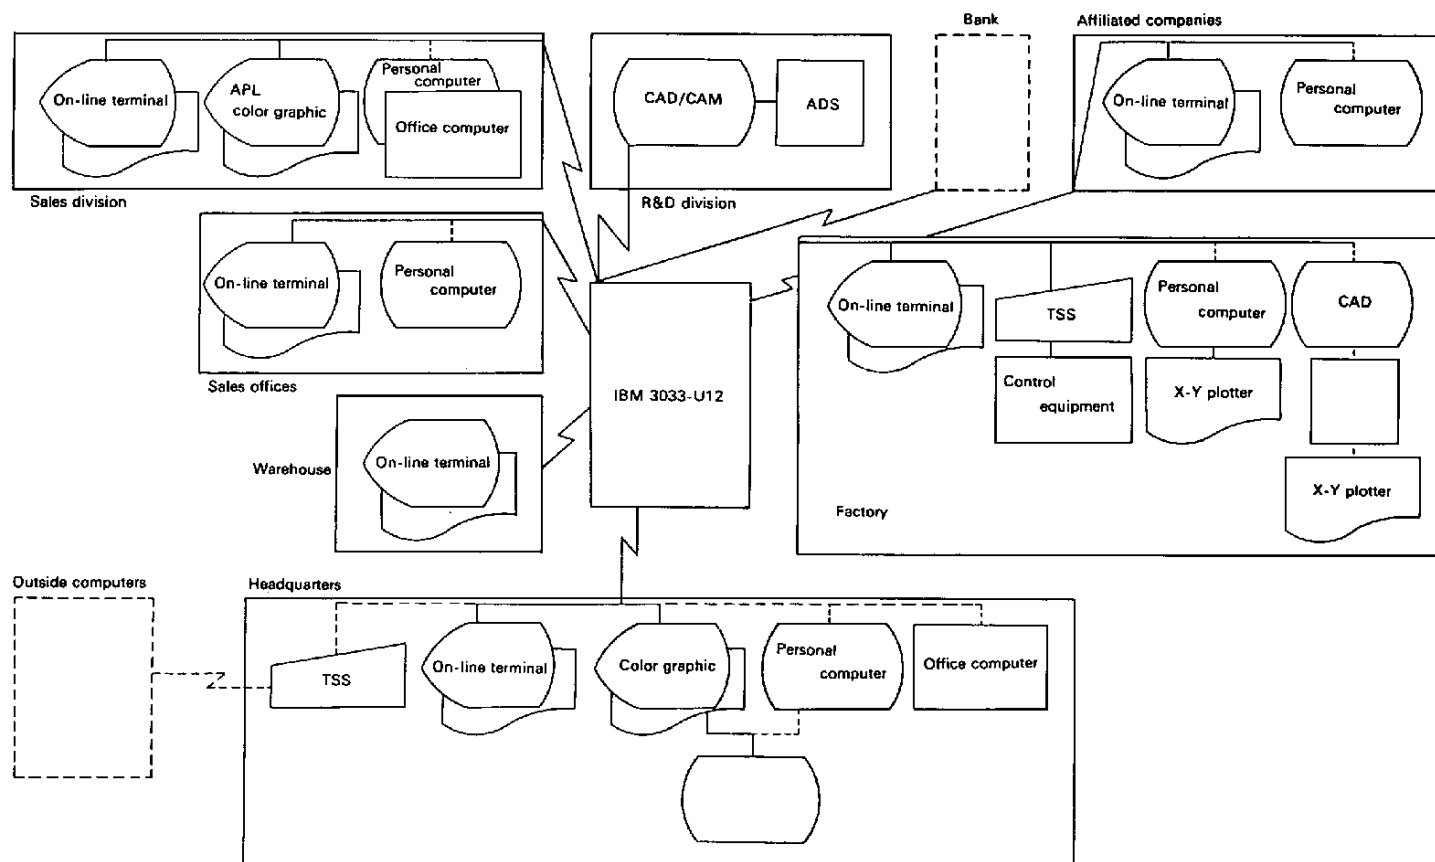 Bank
Affiliated companies
On-line terminal
APL
color graphic
Personal
computer
Office computer
Sales division
CAD/CAM
ADS
R&D division
On-line terminal
Personal
computer
On-line terminal
Personal
computer
Sales offices
IBM 3033-U12
On-line terminal
TSS
Personal
computer
CAD
Control
equipment
X-Y plotter
X-Y plotter
Factory
Warehouse
On-line terminal
Outside computers
Headquarters
TSS
On-line terminal
Color graphic
Personal
computer
Office computer